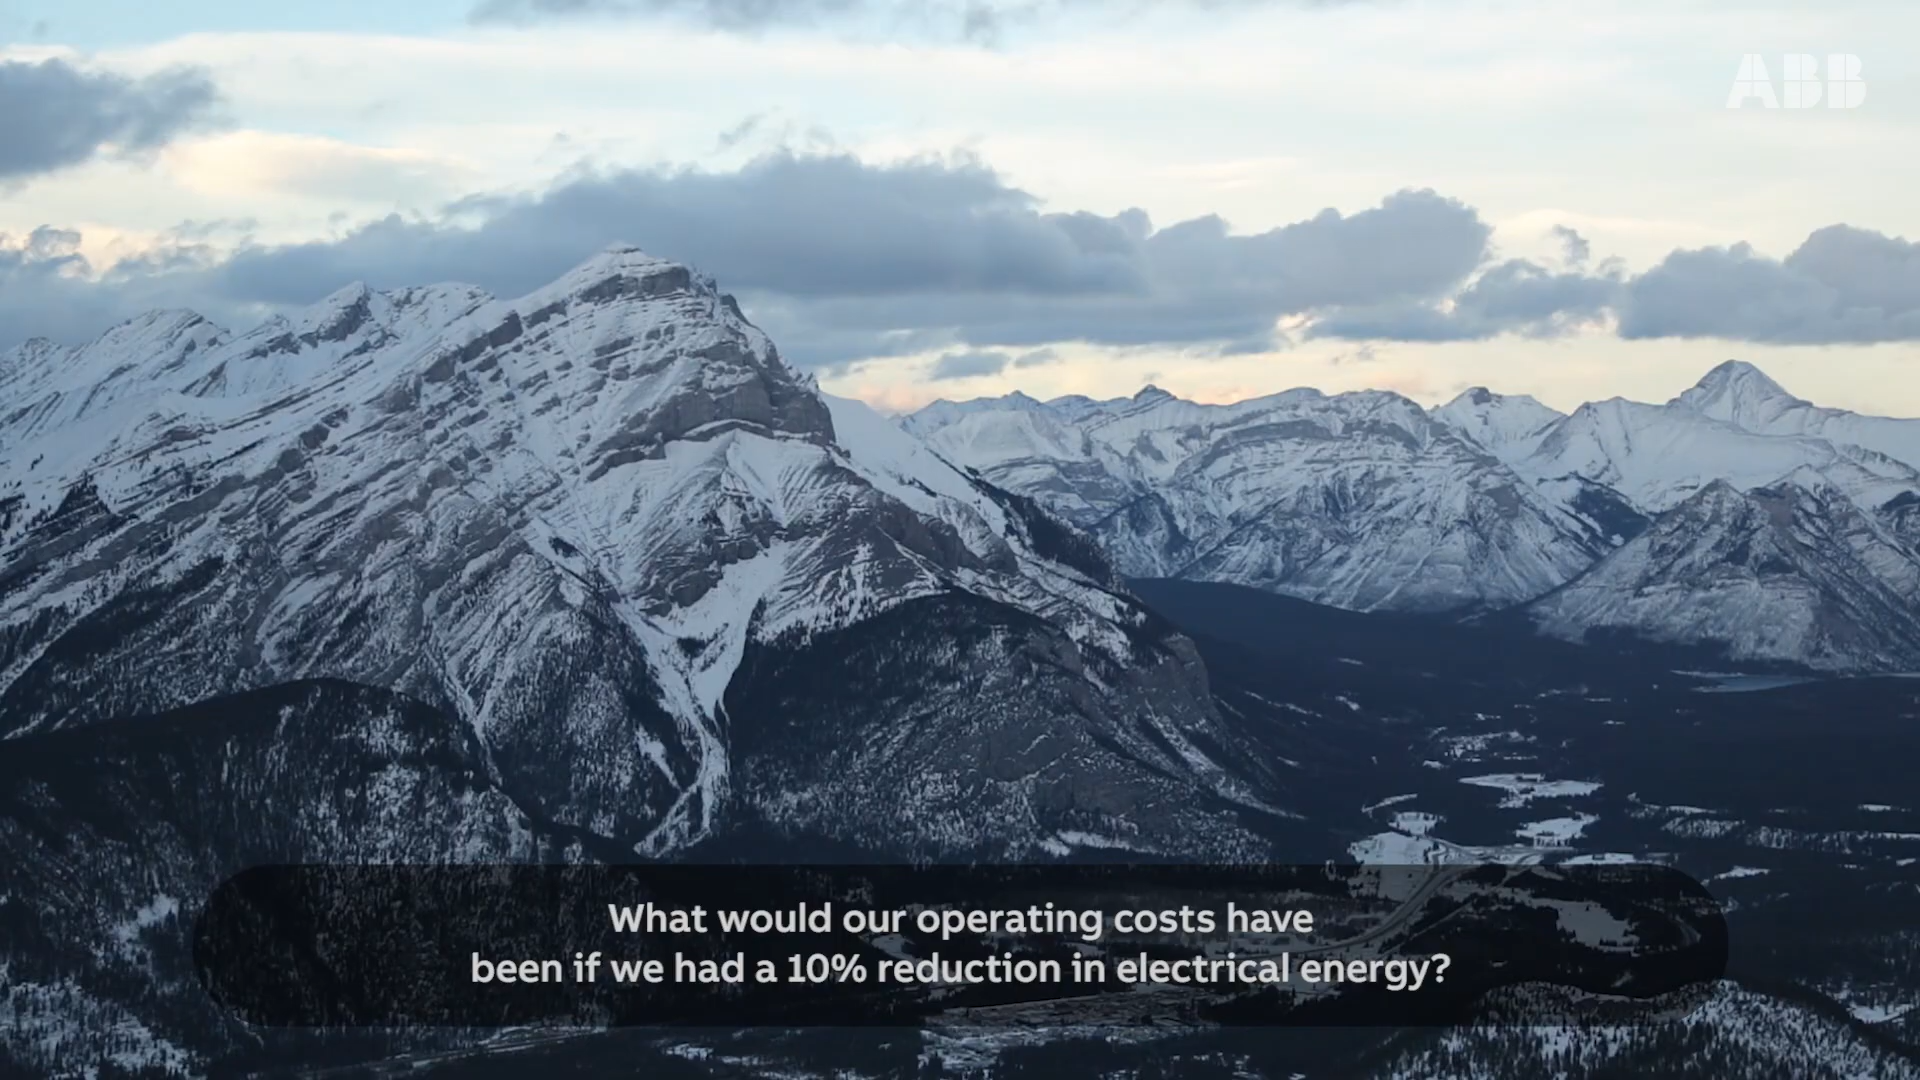 ABB
What would our operating costs have
been if we had a 10% reduction in electrical energy?